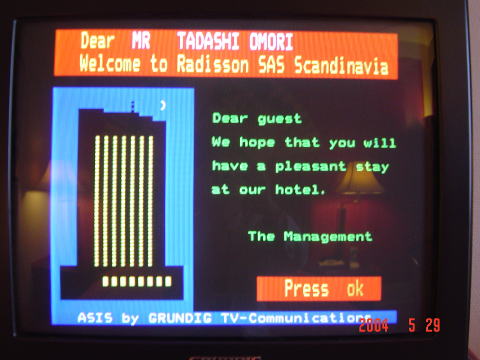 Dear MR TADASHI OMORI
Welcome to Radisson SAS Scandinavia
Dear guest
We hope that you will
have a pleasant stay
at our hotel.
The Management
Press ok
ASIS by GRUNDIG TV-Communications
2004 5 29
GRUNDIG